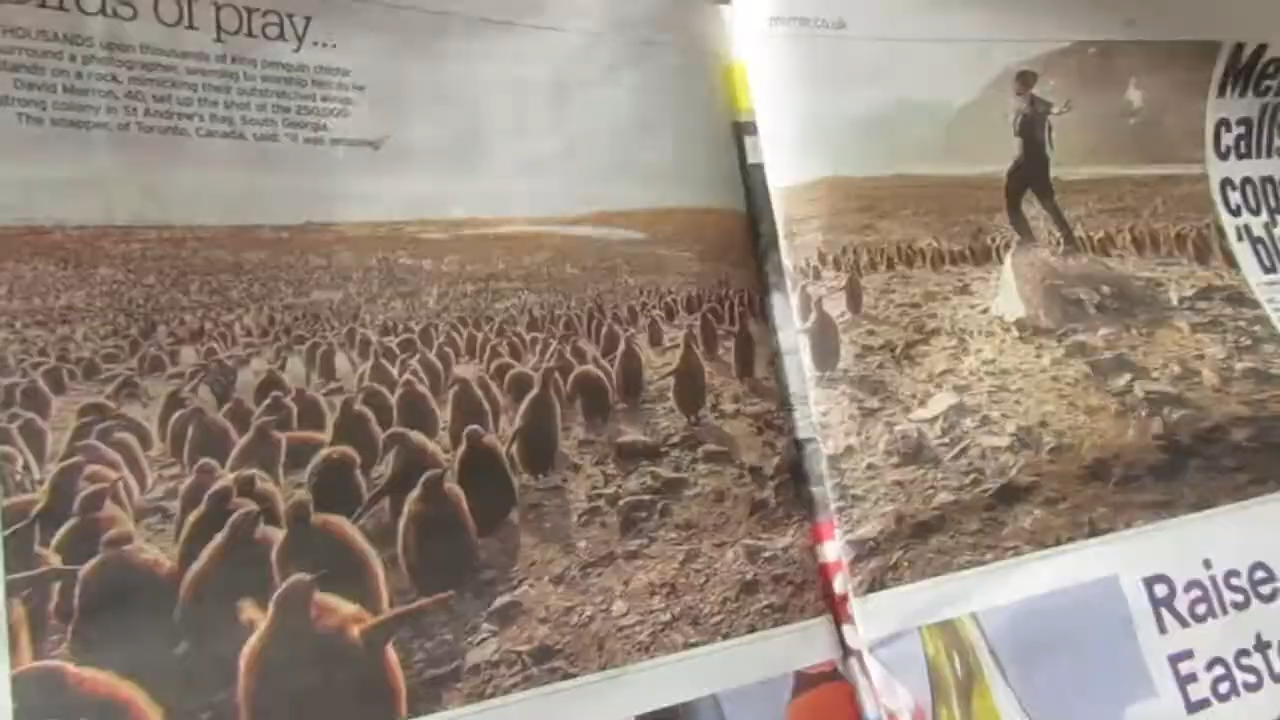 of pray...
THOUSANDS upon thousands of king penguin chicks
surround a photographer, seeming to worship him as he
stands on a rock, mimicking their outstretched wings.
David Merron, 40, set up the shot of the 250,000-
strong colony in St Andrew's Bay, South Georgia.
The snapper, of Toronto, Canada, said: "It was amazing."
mirror.co.uk
Raise